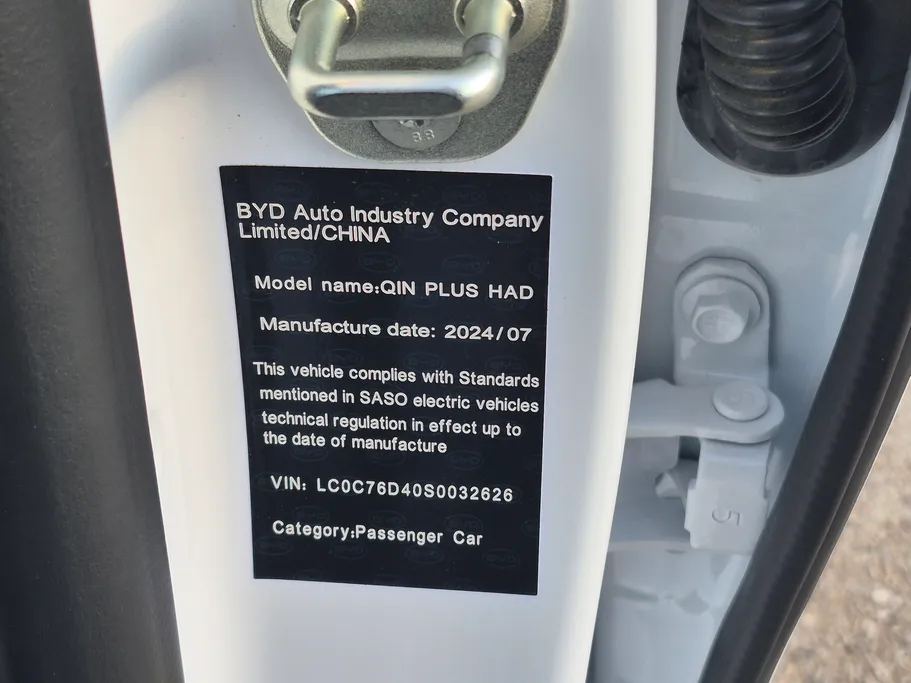 88
BYD Auto Industry Company
Limited/CHINA
Model name:QIN PLUS HAD
Manufacture date: 2024/07
This vehicle complies with Standards
mentioned in SASO electric vehicles
technical regulation in effect up to
the date of manufacture
VIN: LC0C76D40S0032626
Category:Passenger Car
5